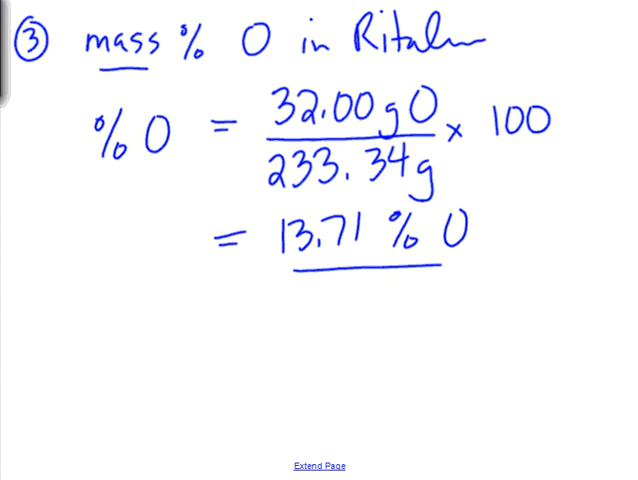 ③ mass % O in Ritalin
% O = 32.00 g O / 233.34 g × 100
= 13.71 % O
Extend Page